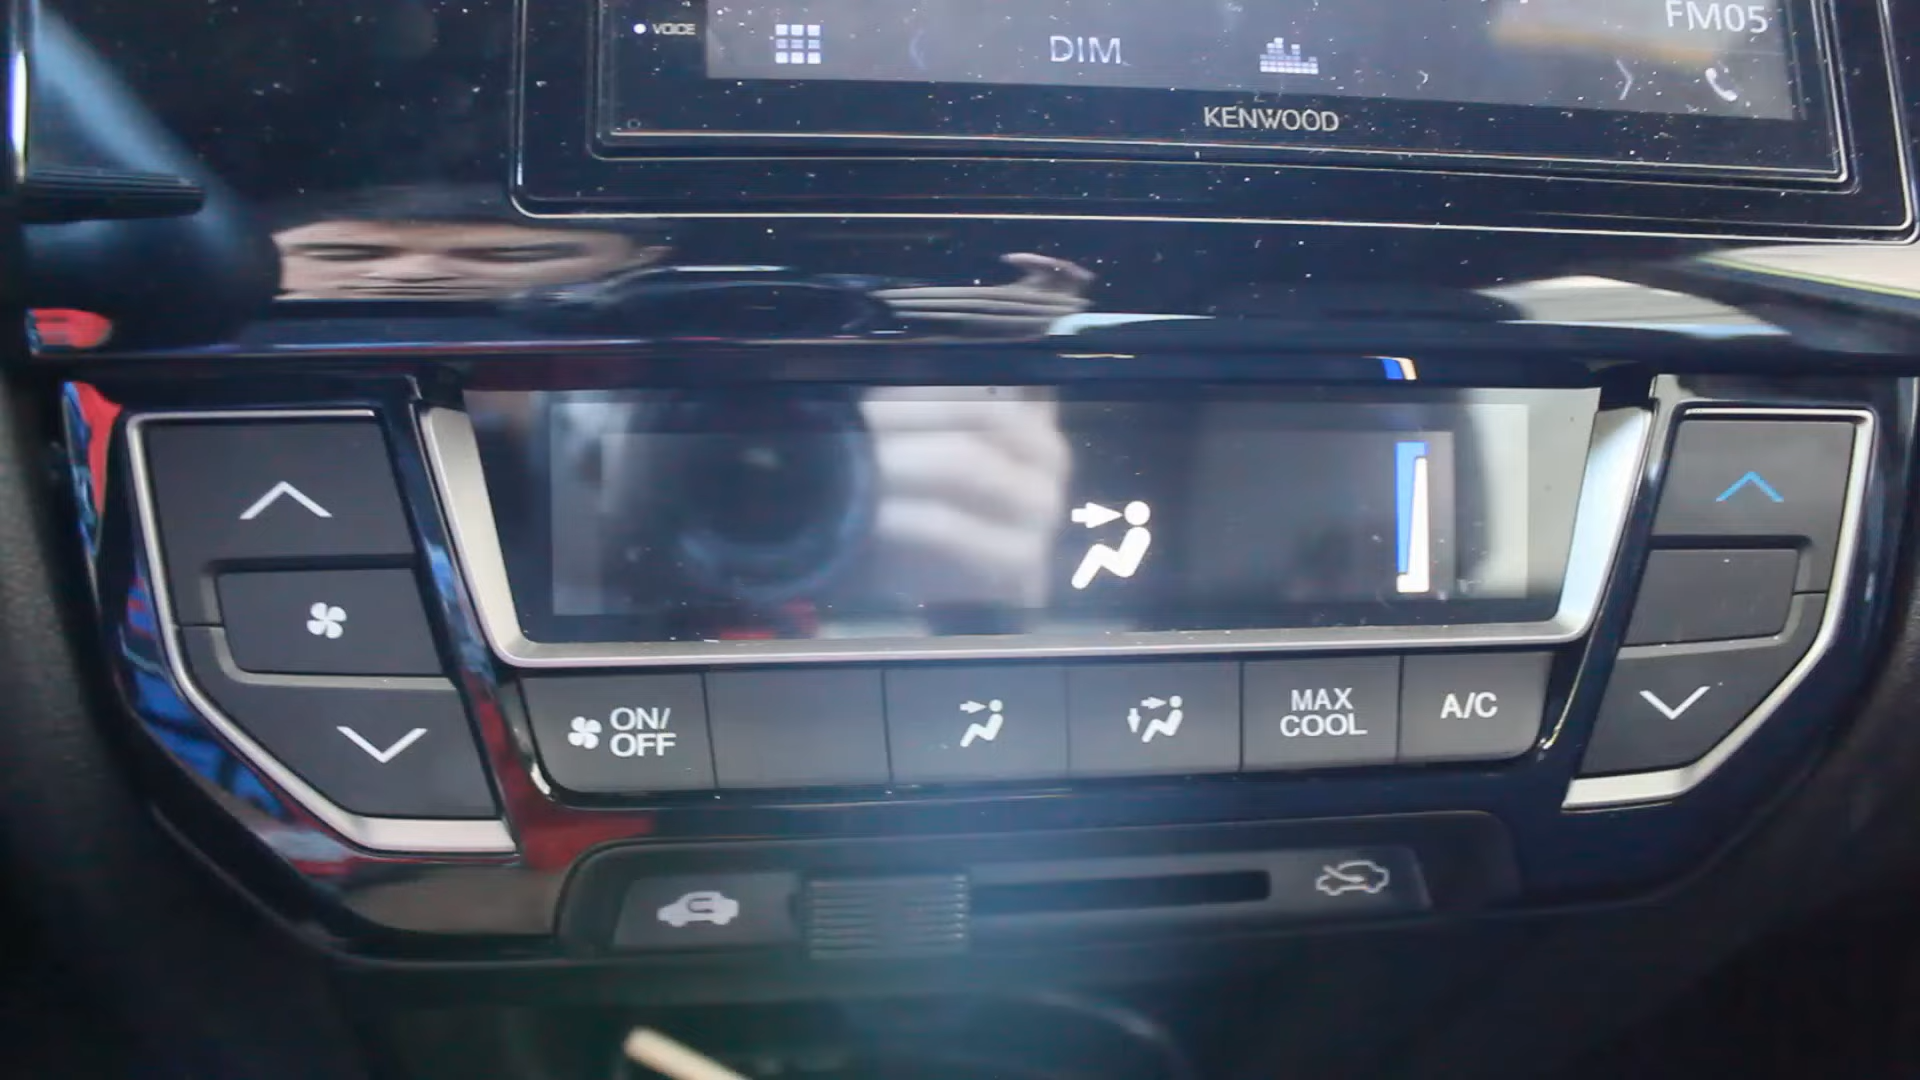 VOICE
FM05
DIM
KENWOOD
ON/
OFF
MAX
COOL
A/C